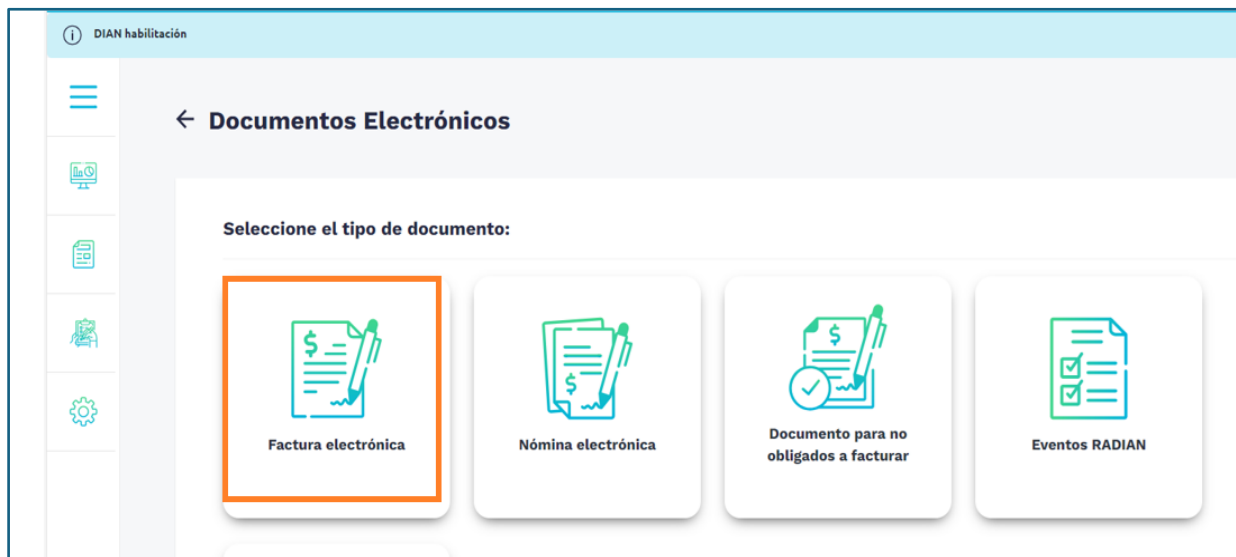 DIAN habilitación
Documentos Electrónicos
Seleccione el tipo de documento:
Factura electrónica
Nómina electrónica
Documento para no
obligados a facturar
Eventos RADIAN